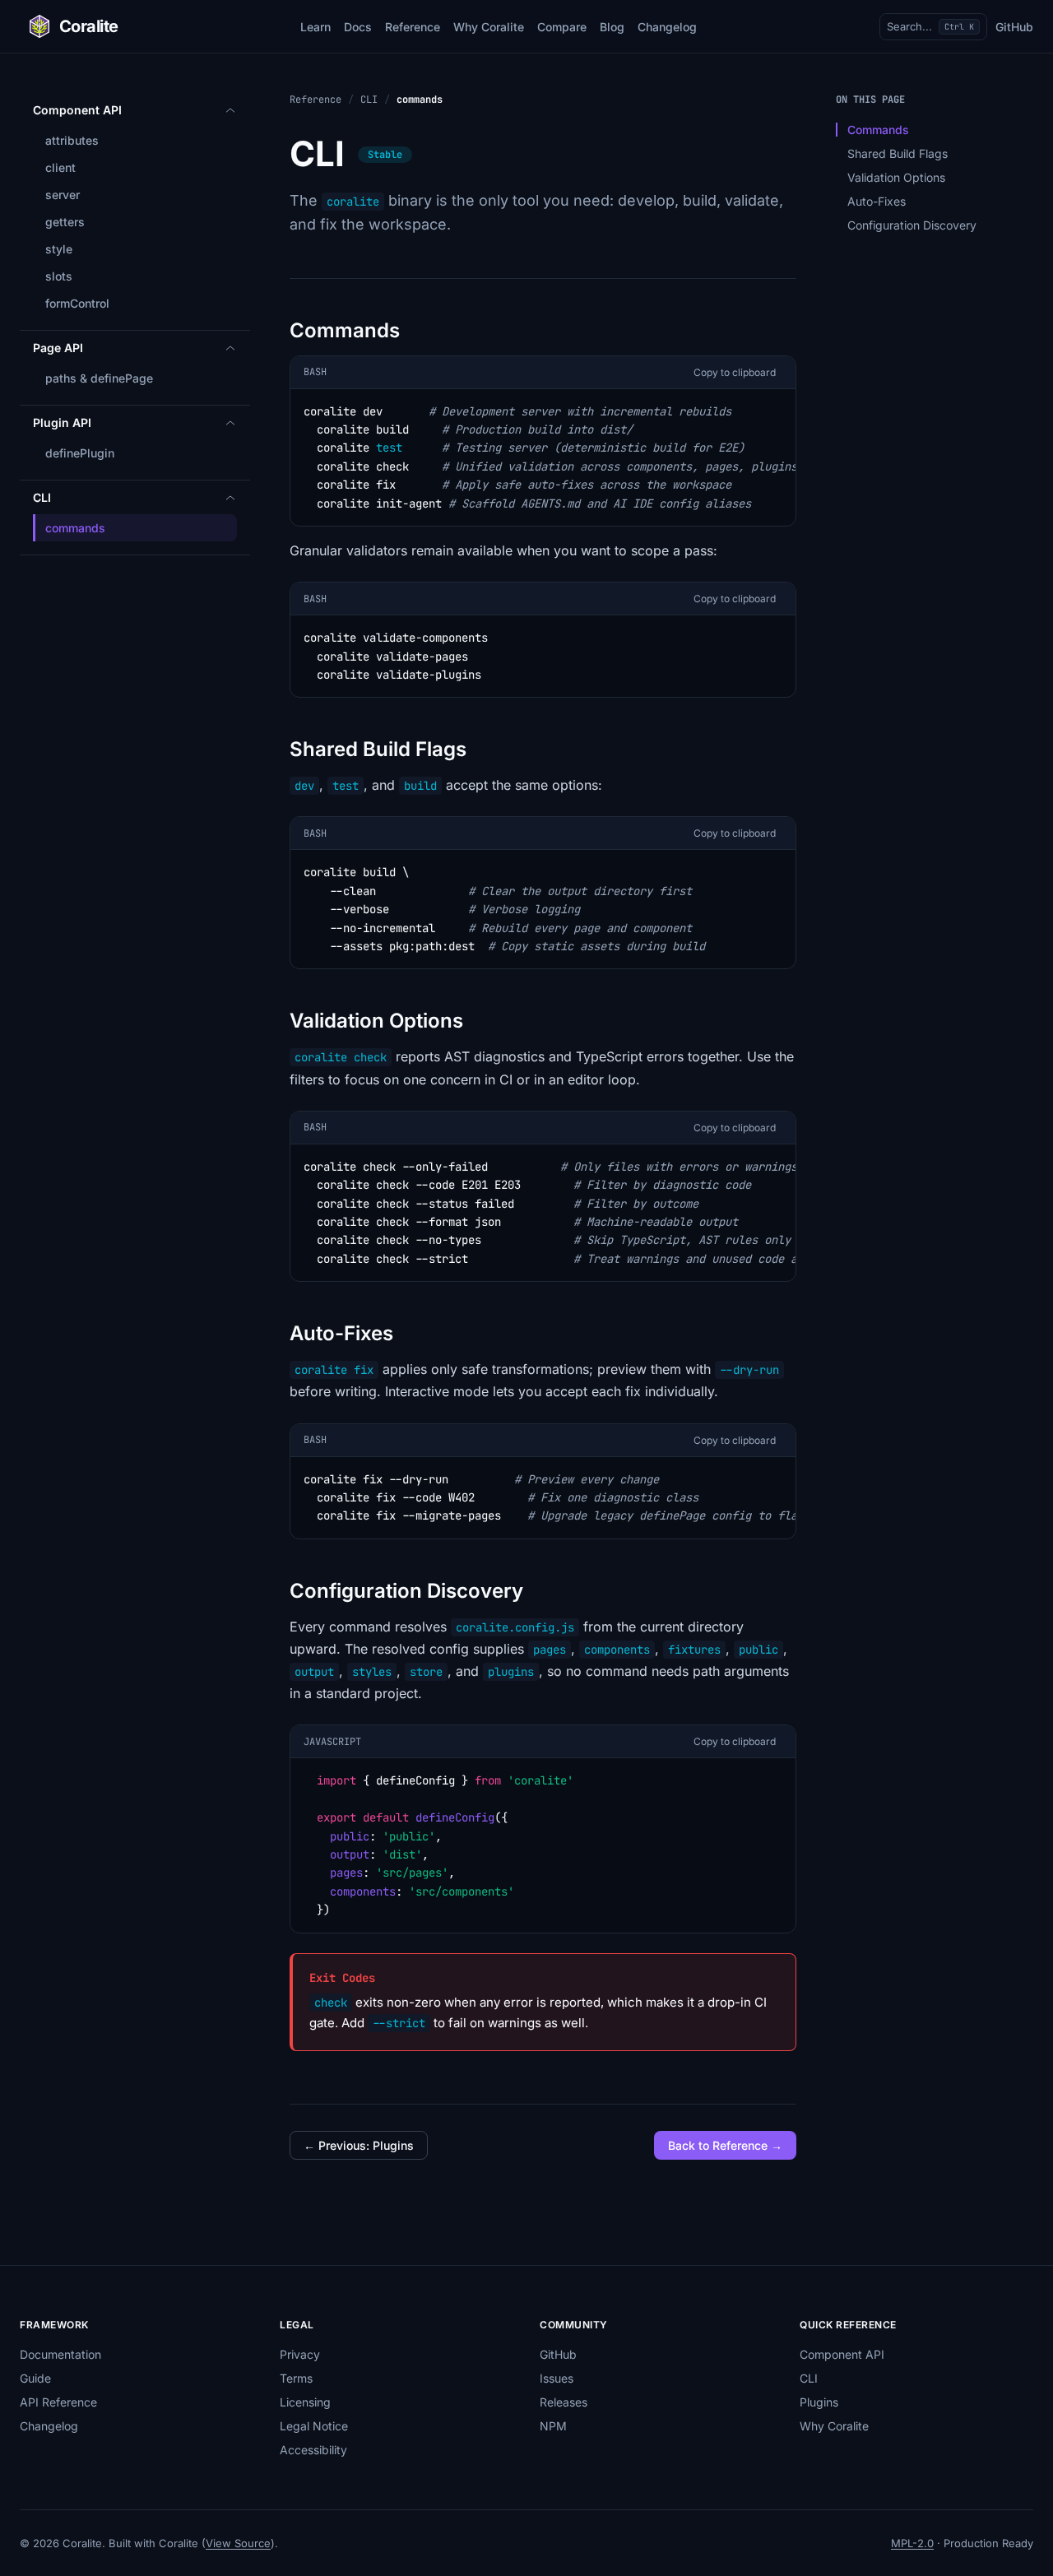 Coralite
Learn Docs Reference Why Coralite Compare Blog Changelog
Search... Ctrl K GitHub
Component API
attributes
client
server
getters
style
slots
formControl
Page API
paths & definePage
Plugin API
definePlugin
CLI
commands
Reference / CLI / commands
CLI Stable
The coralite binary is the only tool you need: develop, build, validate,
and fix the workspace.
Commands
BASH Copy to clipboard
coralite dev # Development server with incremental rebuilds
coralite build # Production build into dist/
coralite test # Testing server (deterministic build for E2E)
coralite check # Unified validation across components, pages, plugins
coralite fix # Apply safe auto-fixes across the workspace
coralite init-agent # Scaffold AGENTS.md and AI IDE config aliases
Granular validators remain available when you want to scope a pass:
BASH Copy to clipboard
coralite validate-components
coralite validate-pages
coralite validate-plugins
Shared Build Flags
dev, test, and build accept the same options:
BASH Copy to clipboard
coralite build \
--clean # Clear the output directory first
--verbose # Verbose logging
--no-incremental # Rebuild every page and component
--assets pkg:path:dest # Copy static assets during build
Validation Options
coralite check reports AST diagnostics and TypeScript errors together. Use the
filters to focus on one concern in CI or in an editor loop.
BASH Copy to clipboard
coralite check --only-failed # Only files with errors or warnings
coralite check --code E201 E203 # Filter by diagnostic code
coralite check --status failed # Filter by outcome
coralite check --format json # Machine-readable output
coralite check --no-types # Skip TypeScript, AST rules only
coralite check --strict # Treat warnings and unused code a
Auto-Fixes
coralite fix applies only safe transformations; preview them with --dry-run
before writing. Interactive mode lets you accept each fix individually.
BASH Copy to clipboard
coralite fix --dry-run # Preview every change
coralite fix --code W402 # Fix one diagnostic class
coralite fix --migrate-pages # Upgrade legacy definePage config to fla
Configuration Discovery
Every command resolves coralite.config.js from the current directory
upward. The resolved config supplies pages, components, fixtures, public,
output, styles, store, and plugins, so no command needs path arguments
in a standard project.
JAVASCRIPT Copy to clipboard
import { defineConfig } from 'coralite'
export default defineConfig({
public: 'public',
output: 'dist',
pages: 'src/pages',
components: 'src/components'
})
Exit Codes
check exits non-zero when any error is reported, which makes it a drop-in CI
gate. Add --strict to fail on warnings as well.
← Previous: Plugins Back to Reference →
ON THIS PAGE
Commands
Shared Build Flags
Validation Options
Auto-Fixes
Configuration Discovery
FRAMEWORK
Documentation
Guide
API Reference
Changelog
LEGAL
Privacy
Terms
Licensing
Legal Notice
Accessibility
COMMUNITY
GitHub
Issues
Releases
NPM
QUICK REFERENCE
Component API
CLI
Plugins
Why Coralite
© 2026 Coralite. Built with Coralite (View Source).
MPL-2.0 · Production Ready